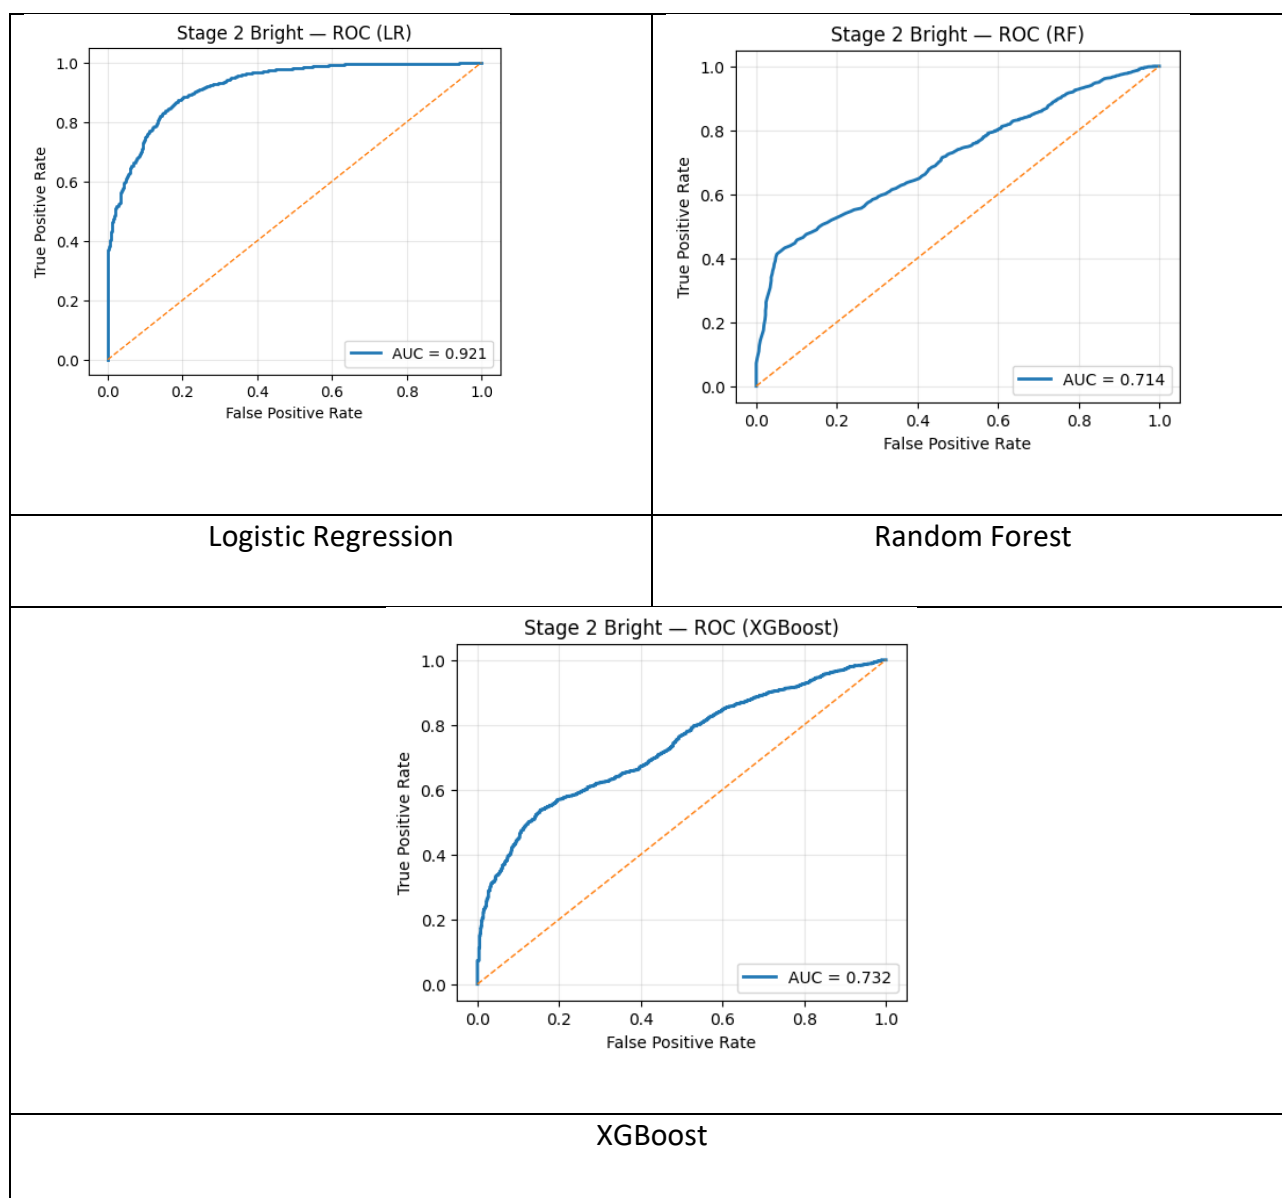 Stage 2 Bright — ROC (LR)
1.0
0.8
0.6
0.4
0.2
0.0
True Positive Rate
AUC = 0.921
0.0 0.2 0.4 0.6 0.8 1.0
False Positive Rate
Stage 2 Bright — ROC (RF)
1.0
0.8
0.6
0.4
0.2
0.0
True Positive Rate
AUC = 0.714
0.0 0.2 0.4 0.6 0.8 1.0
False Positive Rate
Logistic Regression
Random Forest
Stage 2 Bright — ROC (XGBoost)
1.0
0.8
0.6
0.4
0.2
0.0
True Positive Rate
AUC = 0.732
0.0 0.2 0.4 0.6 0.8 1.0
False Positive Rate
XGBoost